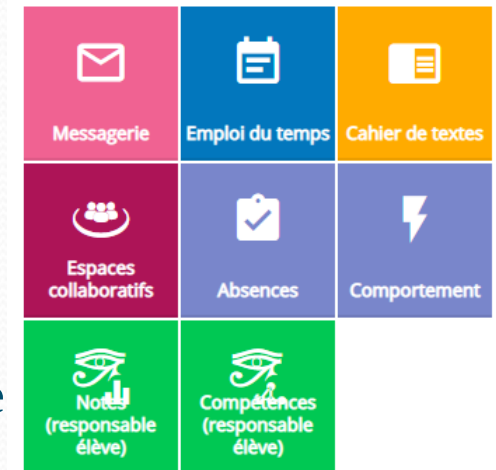 Messagerie
Emploi du temps
Cahier de textes
Espaces
collaboratifs
Absences
Comportement
Notes
(responsable
élève)
Compétences
(responsable
élève)
e